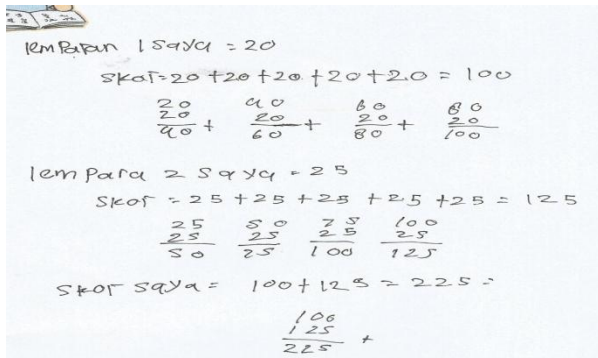 lemparan 1 saya = 20
skor = 20 + 20 + 20 + 20 + 20 = 100
20 40 60 80
20 + 20 + 20 + 20
40 60 80 100
lempara 2 saya = 25
skor = 25 + 25 + 25 + 25 + 25 = 125
25 50 75 100
25 25 25 25
50 25 100 125
skor saya = 100 + 125 = 225 =
100
125 +
225